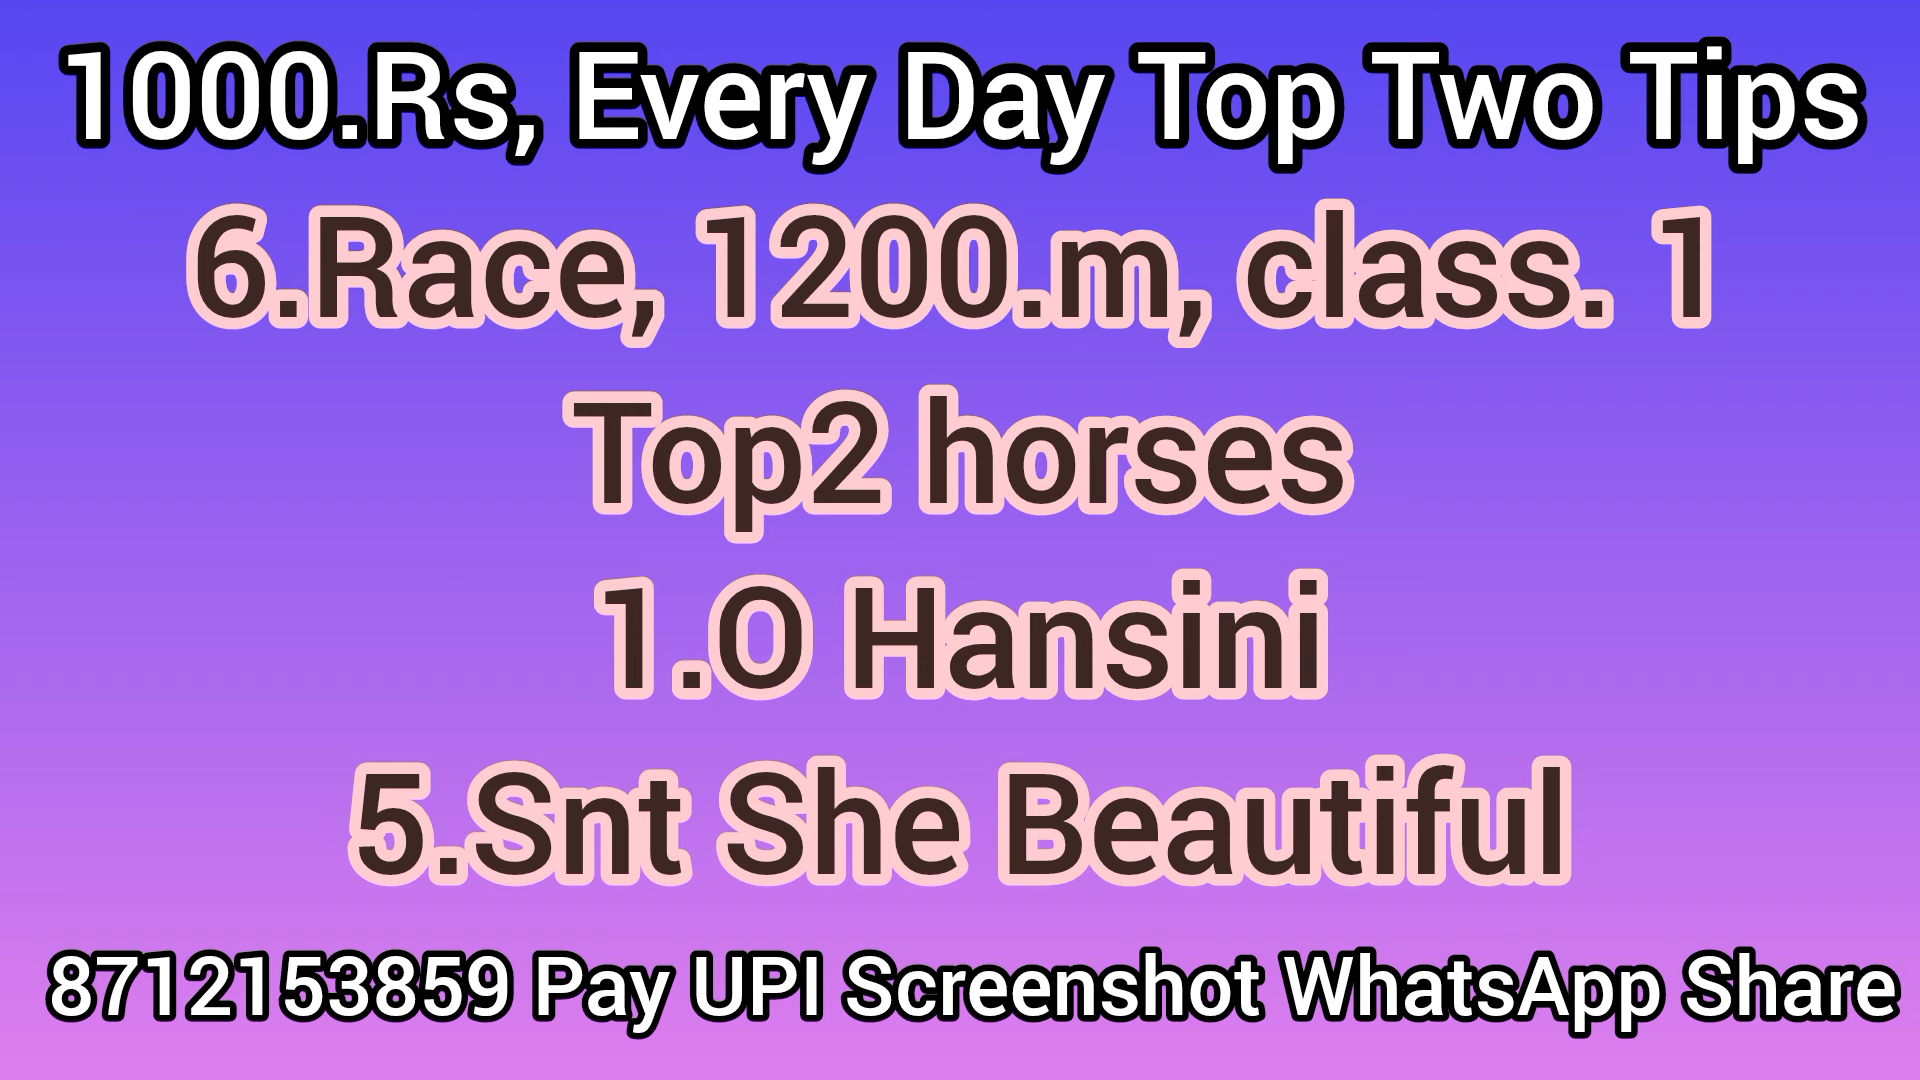 1000.Rs, Every Day Top Two Tips
6.Race, 1200.m, class. 1
Top2 horses
1.O Hansini
5.Snt She Beautiful
8712153859 Pay UPI Screenshot WhatsApp Share